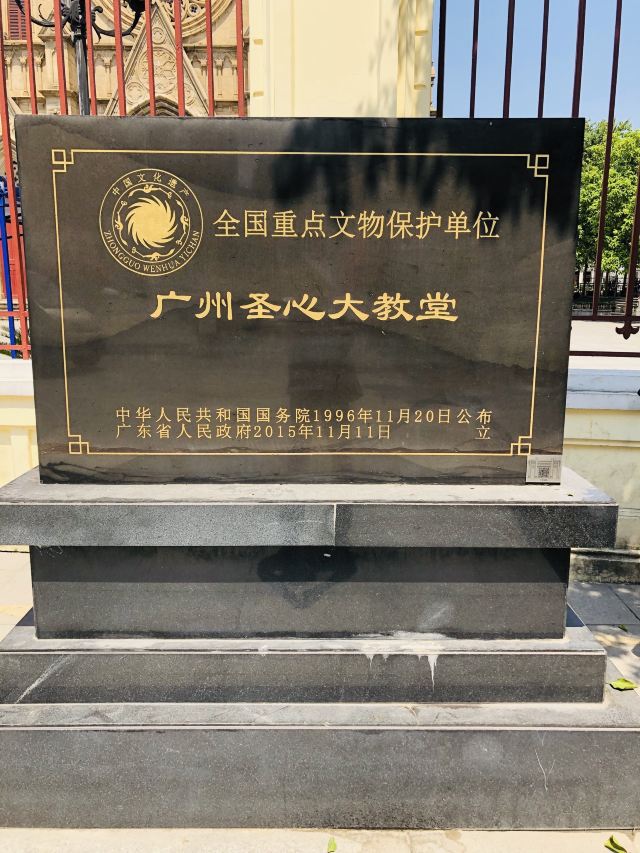 中国文化遗产
ZHONGGUO WENHUA YICHAN
全国重点文物保护单位
广州圣心大教堂
中华人民共和国国务院1996年11月20日公布
广东省人民政府2015年11月11日 立